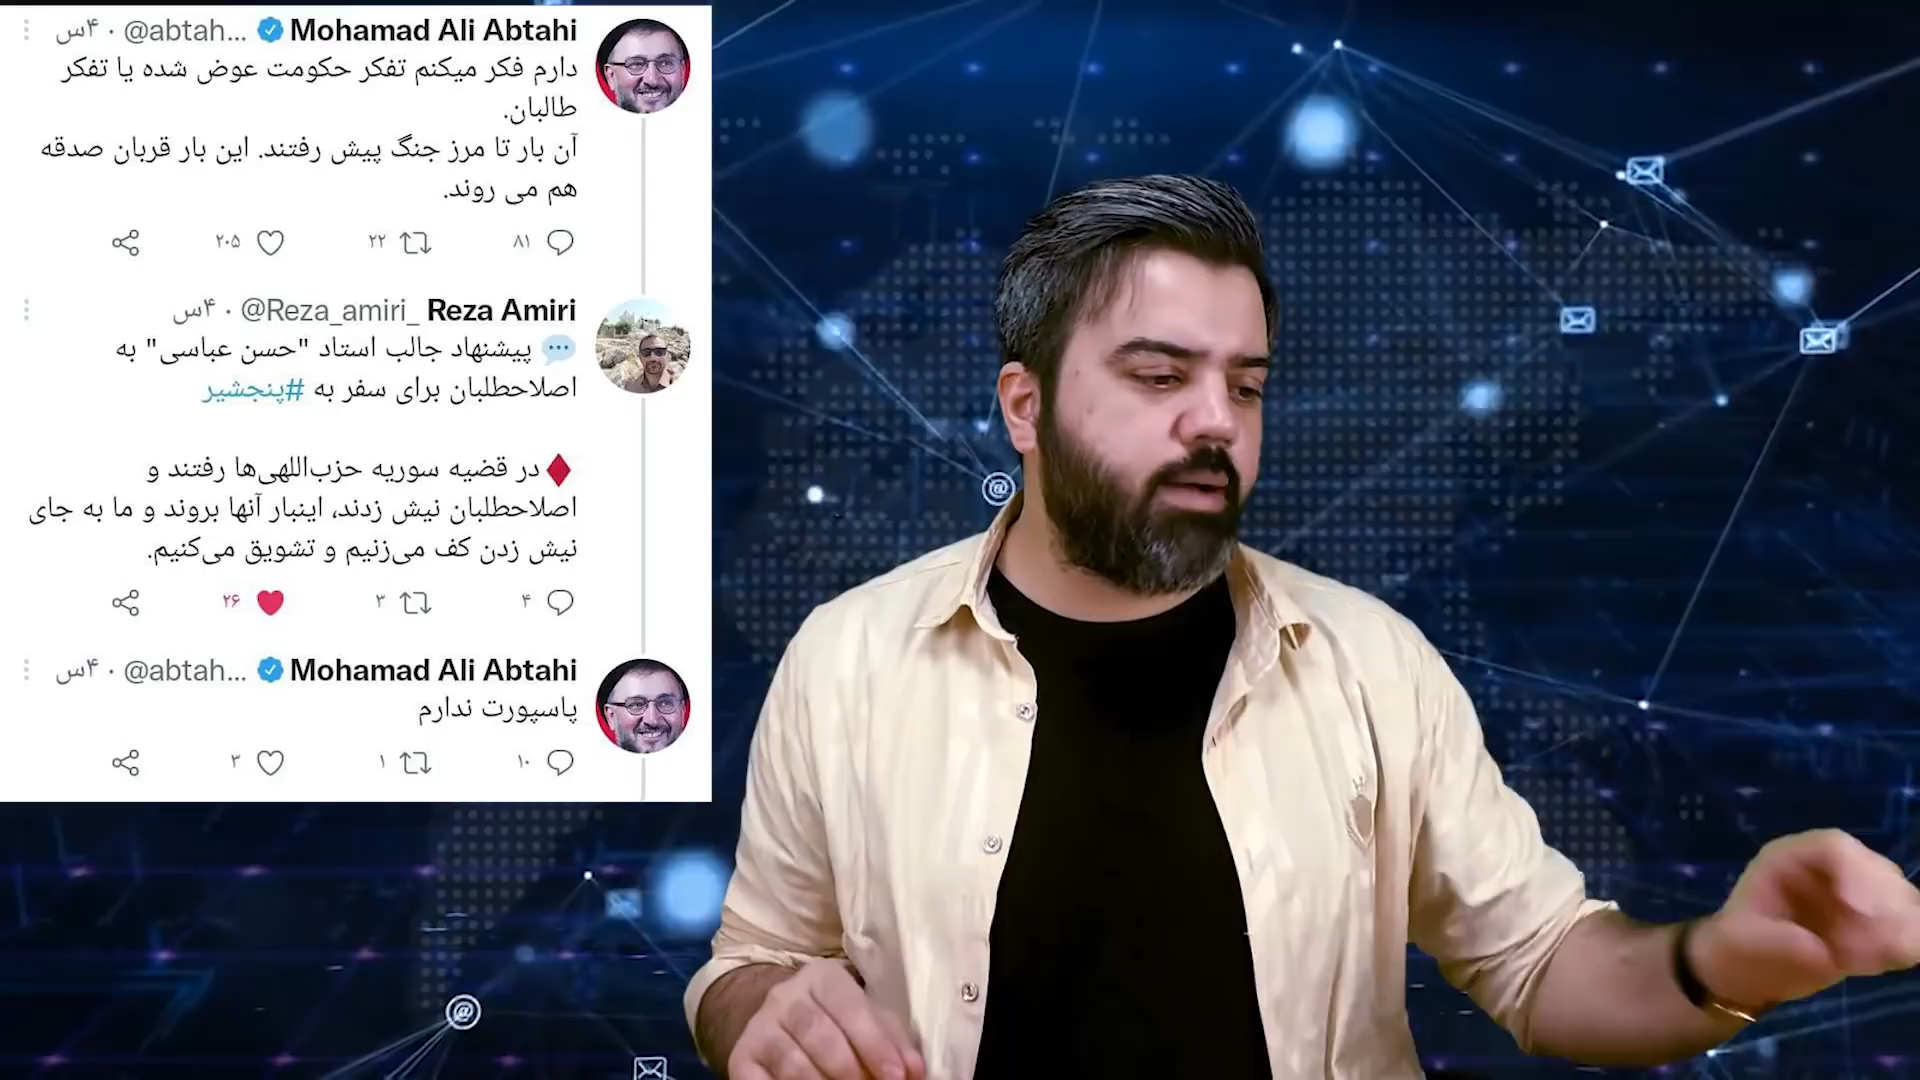 Mohamad Ali Abtahi @abtah... · ۴س
دارم فکر میکنم تفکر حکومت عوض شده یا تفکر
طالبان.
آن بار تا مرز جنگ پیش رفتند. این بار قربان صدقه
هم می روند.
۸۱ ۲۲ ۲۰۵
Reza Amiri @Reza_amiri_ · ۴س
پیشنهاد جالب استاد "حسن عباسی" به
اصلاحطلبان برای سفر به #پنجشیر
در قضیه سوریه حزب‌اللهی‌ها رفتند و
اصلاحطلبان نیش زدند، اینبار آنها بروند و ما به جای
نیش زدن کف می‌زنیم و تشویق می‌کنیم.
۴ ۳ ۲۶
Mohamad Ali Abtahi @abtah... · ۴س
پاسپورت ندارم
۱۰ ۱ ۳